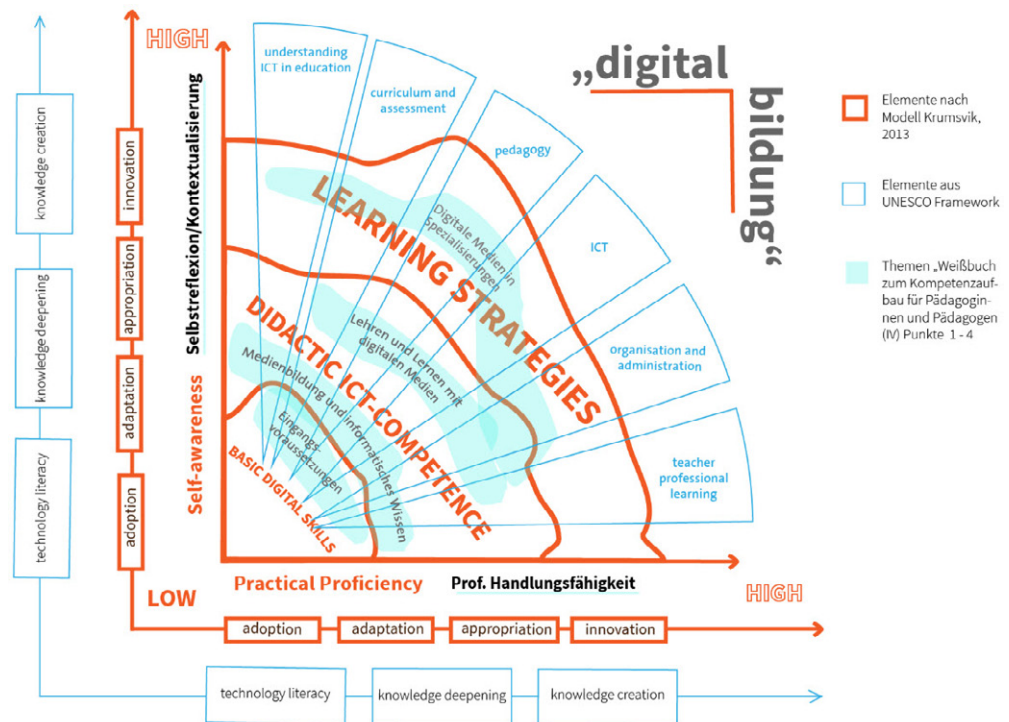 HIGH
understanding
ICT in education
curriculum and
assessment
pedagogy
ICT
organisation and
administration
teacher
professional
learning
„digital
bildung“
Elemente nach
Modell Krumsvik,
2013
Elemente aus
UNESCO Framework
Themen „Weißbuch
zum Kompetenzauf-
bau für Pädagogin-
nen und Pädagogen
(IV) Punkte 1 - 4
knowledge creation
knowledge deepening
technology literacy
innovation
appropriation
adaptation
adoption
Selbstreflexion/Kontextualisierung
Self-awareness
LEARNING STRATEGIES
Digitale Medien in
Spezialisierungen
DIDACTIC ICT-COMPETENCE
Lehren und Lernen mit
digitalen Medien
Medienbildung und informatisches Wissen
Eingangs-
voraussetzungen
BASIC DIGITAL SKILLS
LOW
Practical Proficiency
Prof. Handlungsfähigkeit
HIGH
adoption
adaptation
appropriation
innovation
technology literacy
knowledge deepening
knowledge creation